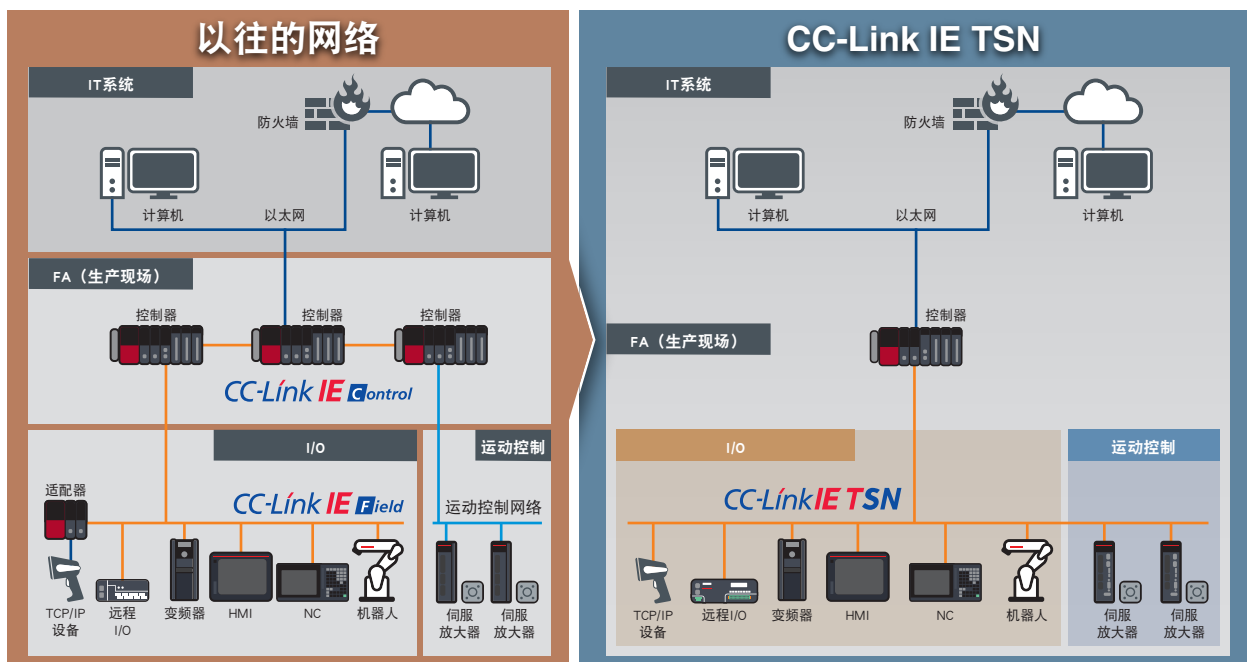 以往的网络
IT系统
防火墙
计算机
以太网
计算机
FA（生产现场）
控制器
控制器
控制器
CC-Link IE Control
I/O
运动控制
适配器
CC-Link IE Field
运动控制网络
TCP/IP
设备
远程
I/O
变频器
HMI
NC
机器人
伺服
放大器
伺服
放大器
CC-Link IE TSN
IT系统
防火墙
计算机
以太网
计算机
FA（生产现场）
控制器
I/O
运动控制
CC-Link IE TSN
TCP/IP
设备
远程I/O
变频器
HMI
NC
机器人
伺服
放大器
伺服
放大器